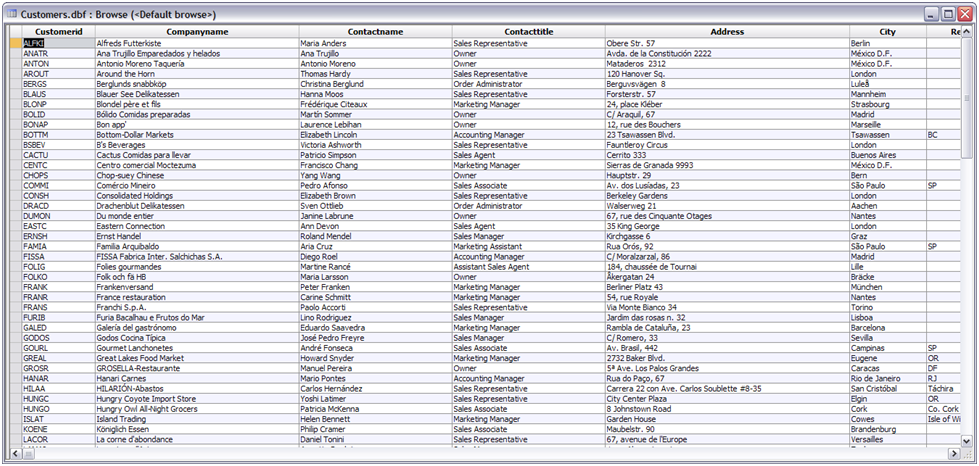 Customers.dbf : Browse (<Default browse>)
Customerid Companyname Contactname Contacttitle Address City Re
ALFKI Alfreds Futterkiste Maria Anders Sales Representative Obere Str. 57 Berlin
ANATR Ana Trujillo Emparedados y helados Ana Trujillo Owner Avda. de la Constitución 2222 México D.F.
ANTON Antonio Moreno Taquería Antonio Moreno Owner Mataderos 2312 México D.F.
AROUT Around the Horn Thomas Hardy Sales Representative 120 Hanover Sq. London
BERGS Berglunds snabbköp Christina Berglund Order Administrator Berguvsvägen 8 Luleå
BLAUS Blauer See Delikatessen Hanna Moos Sales Representative Forsterstr. 57 Mannheim
BLONP Blondel père et fils Frédérique Citeaux Marketing Manager 24, place Kléber Strasbourg
BOLID Bólido Comidas preparadas Martín Sommer Owner C/ Araquil, 67 Madrid
BONAP Bon app' Laurence Lebihan Owner 12, rue des Bouchers Marseille
BOTTM Bottom-Dollar Markets Elizabeth Lincoln Accounting Manager 23 Tsawassen Blvd. Tsawassen BC
BSBEV B's Beverages Victoria Ashworth Sales Representative Fauntleroy Circus London
CACTU Cactus Comidas para llevar Patricio Simpson Sales Agent Cerrito 333 Buenos Aires
CENTC Centro comercial Moctezuma Francisco Chang Marketing Manager Sierras de Granada 9993 México D.F.
CHOPS Chop-suey Chinese Yang Wang Owner Hauptstr. 29 Bern
COMMI Comércio Mineiro Pedro Afonso Sales Associate Av. dos Lusíadas, 23 São Paulo SP
CONSH Consolidated Holdings Elizabeth Brown Sales Representative Berkeley Gardens London
DRACD Drachenblut Delikatessen Sven Ottlieb Order Administrator Walserweg 21 Aachen
DUMON Du monde entier Janine Labrune Owner 67, rue des Cinquante Otages Nantes
EASTC Eastern Connection Ann Devon Sales Agent 35 King George London
ERNSH Ernst Handel Roland Mendel Sales Manager Kirchgasse 6 Graz
FAMIA Familia Arquibaldo Aria Cruz Marketing Assistant Rua Orós, 92 São Paulo SP
FISSA FISSA Fabrica Inter. Salchichas S.A. Diego Roel Accounting Manager C/ Moralzarzal, 86 Madrid
FOLIG Folies gourmandes Martine Rancé Assistant Sales Agent 184, chaussée de Tournai Lille
FOLKO Folk och fä HB Maria Larsson Owner Åkergatan 24 Bräcke
FRANK Frankenversand Peter Franken Marketing Manager Berliner Platz 43 München
FRANR France restauration Carine Schmitt Marketing Manager 54, rue Royale Nantes
FRANS Franchi S.p.A. Paolo Accorti Sales Representative Via Monte Bianco 34 Torino
FURIB Furia Bacalhau e Frutos do Mar Lino Rodriguez Sales Manager Jardim das rosas n. 32 Lisboa
GALED Galería del gastrónomo Eduardo Saavedra Marketing Manager Rambla de Cataluña, 23 Barcelona
GODOS Godos Cocina Típica José Pedro Freyre Sales Manager C/ Romero, 33 Sevilla
GOURL Gourmet Lanchonetes André Fonseca Sales Associate Av. Brasil, 442 Campinas SP
GREAL Great Lakes Food Market Howard Snyder Marketing Manager 2732 Baker Blvd. Eugene OR
GROSR GROSELLA-Restaurante Manuel Pereira Owner 5ª Ave. Los Palos Grandes Caracas DF
HANAR Hanari Carnes Mario Pontes Accounting Manager Rua do Paço, 67 Rio de Janeiro RJ
HILAA HILARIÓN-Abastos Carlos Hernández Sales Representative Carrera 22 con Ave. Carlos Soublette #8-35 San Cristóbal Táchira
HUNGC Hungry Coyote Import Store Yoshi Latimer Sales Representative City Center Plaza Elgin OR
HUNGO Hungry Owl All-Night Grocers Patricia McKenna Sales Associate 8 Johnstown Road Cork Co. Cork
ISLAT Island Trading Helen Bennett Marketing Manager Garden House Cowes Isle of Wi
KOENE Königlich Essen Philip Cramer Sales Associate Maubelstr. 90 Brandenburg
LACOR La corne d'abondance Daniel Tonini Sales Representative 67, avenue de l'Europe Versailles